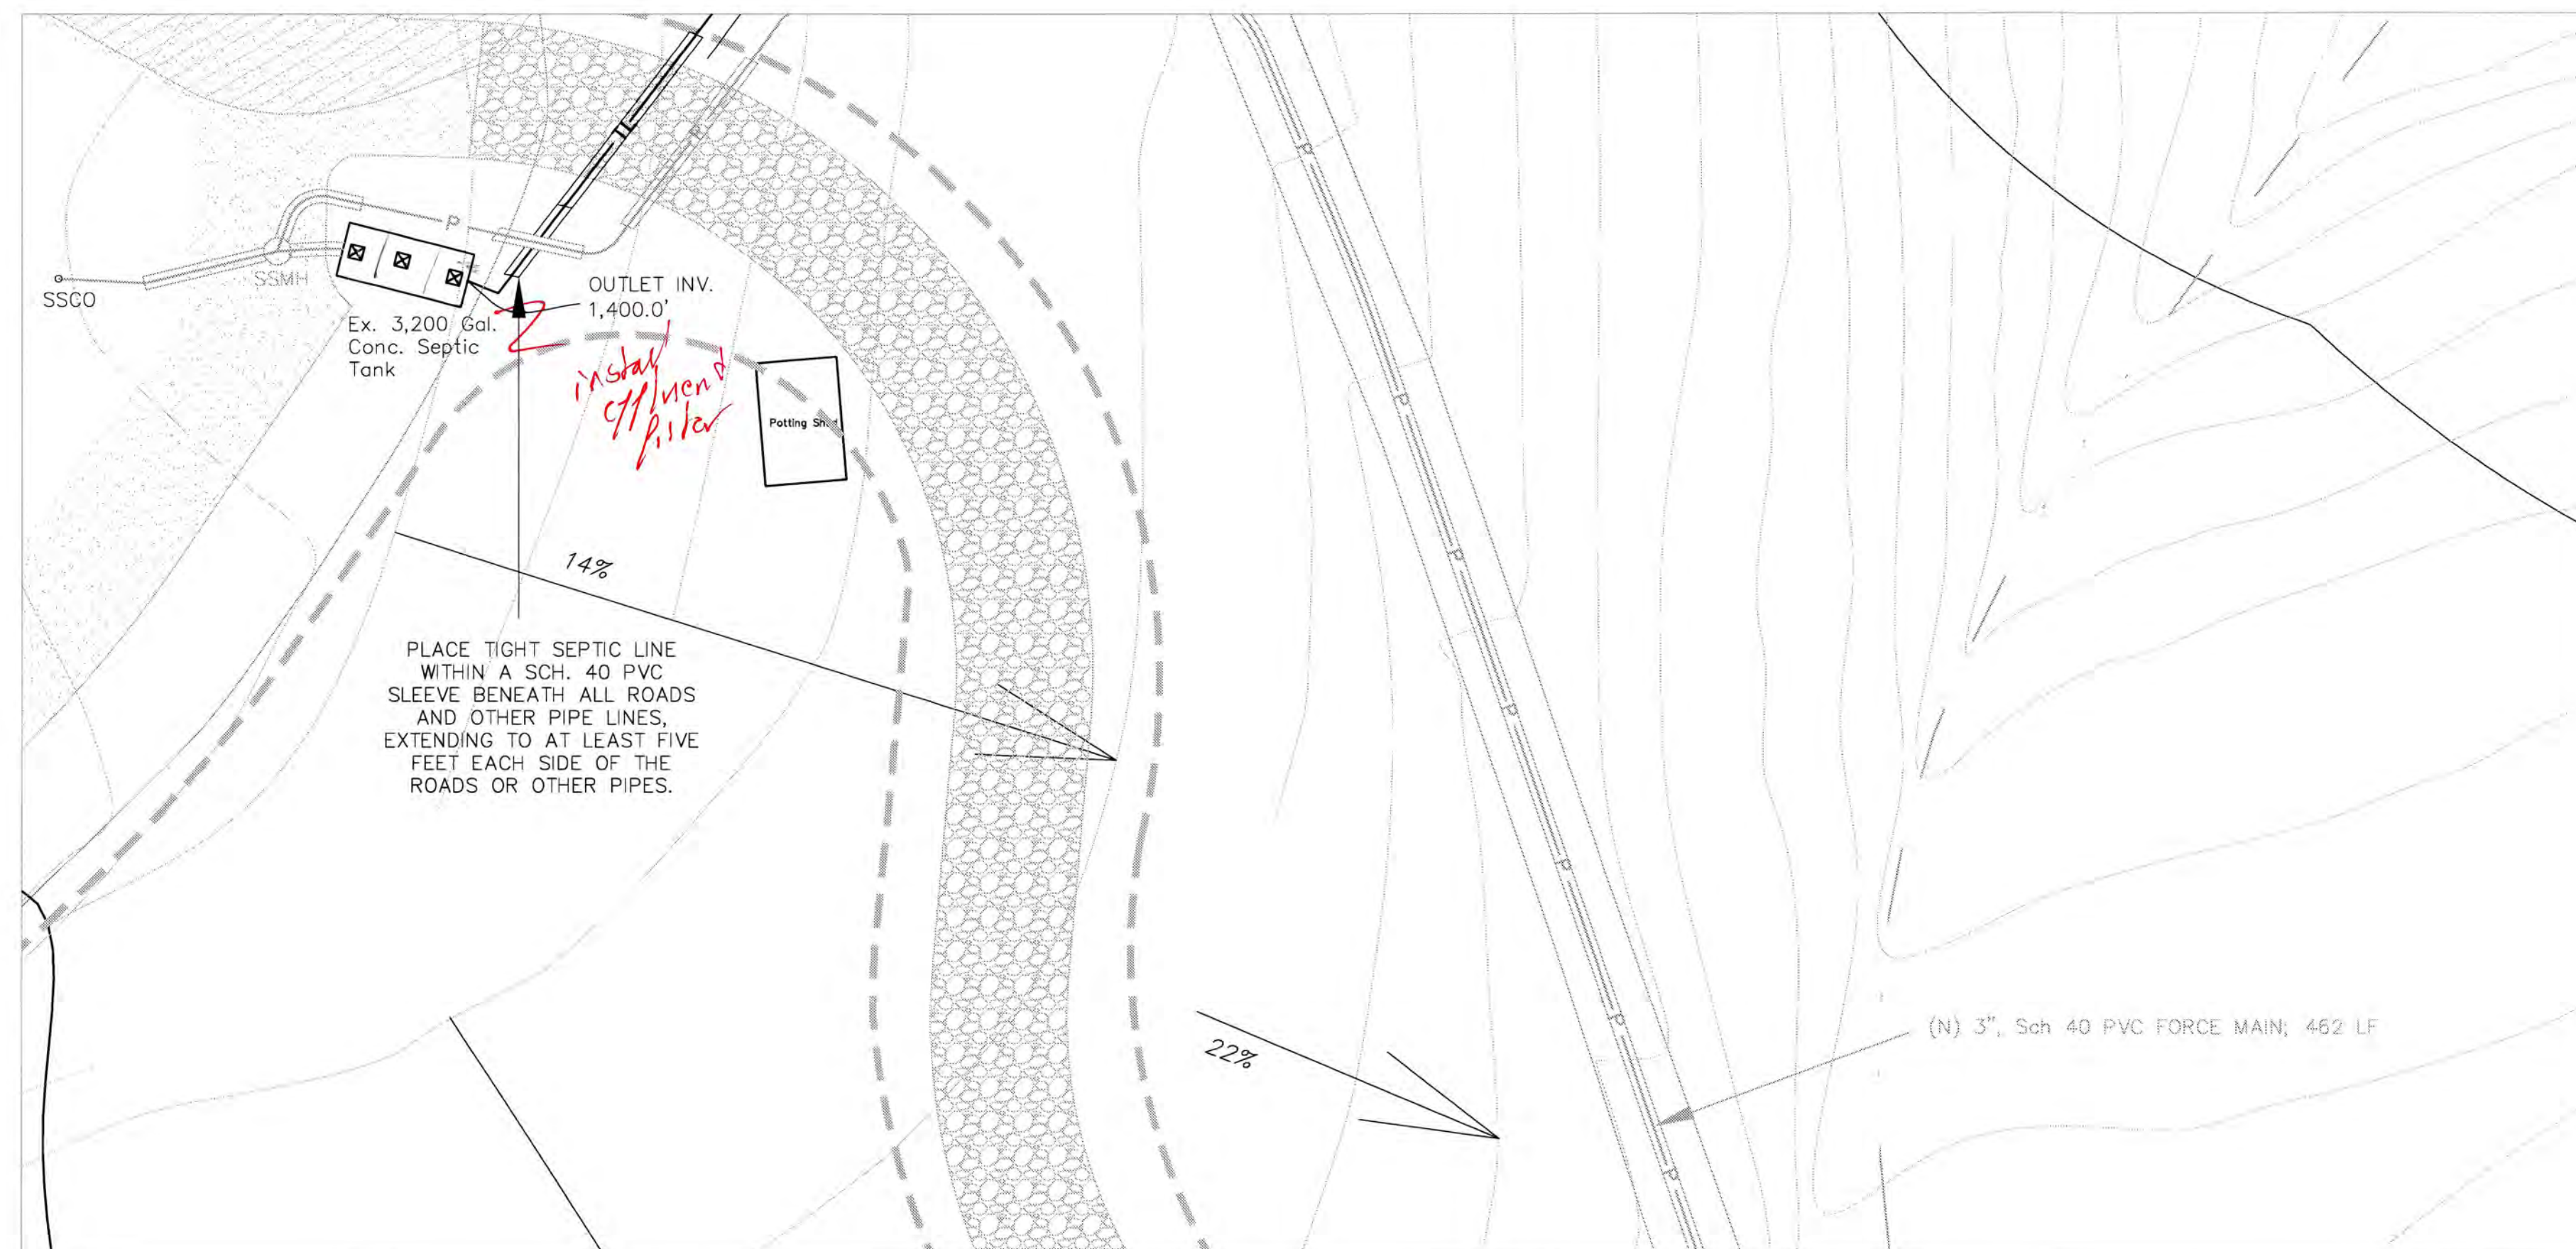 P
P
P
SSCO
SSMH
OUTLET INV.
1,400.0'
Ex. 3,200 Gal.
Conc. Septic
Tank
install
effluent
filter
Potting Shed
P
14%
P
PLACE TIGHT SEPTIC LINE
WITHIN A SCH. 40 PVC
SLEEVE BENEATH ALL ROADS
AND OTHER PIPE LINES,
EXTENDING TO AT LEAST FIVE
FEET EACH SIDE OF THE
ROADS OR OTHER PIPES.
P
P
P
(N) 3", Sch 40 PVC FORCE MAIN; 462 LF
22%
P